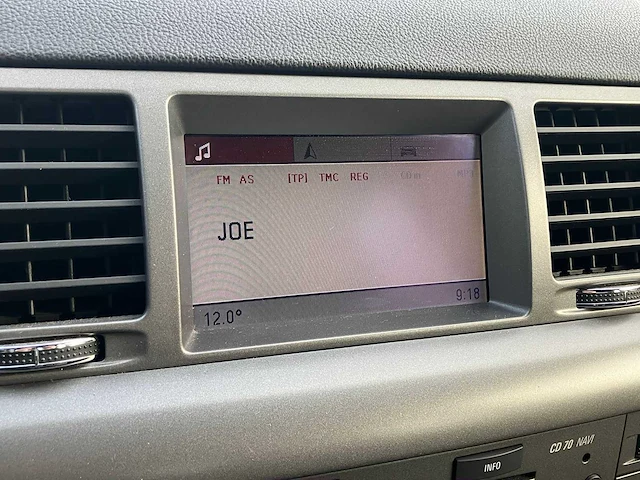 FM AS [TP] TMC REG
JOE
12.0° 9:18
CD 70 NAVI
INFO